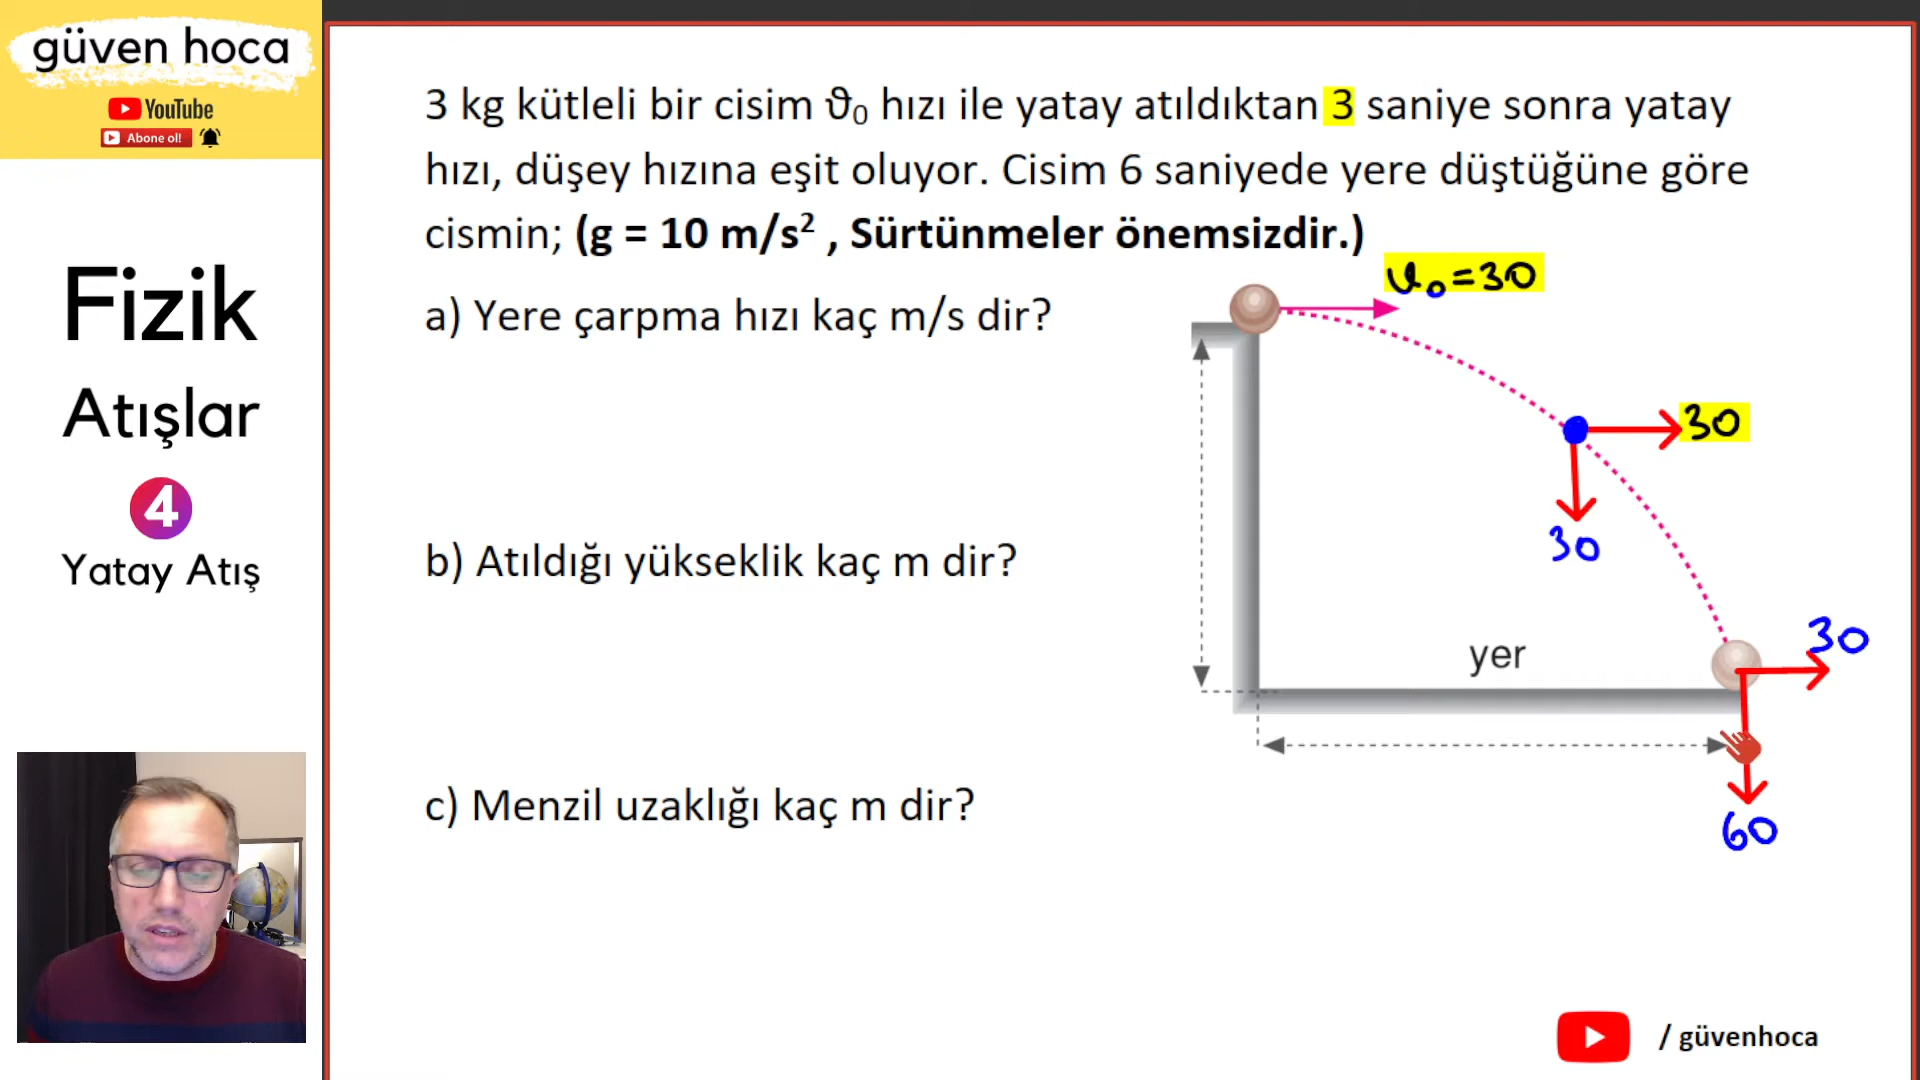 güven hoca
YouTube
Abone ol!
Fizik
Atışlar
4
Yatay Atış
3 kg kütleli bir cisim ϑ₀ hızı ile yatay atıldıktan 3 saniye sonra yatay
hızı, düşey hızına eşit oluyor. Cisim 6 saniyede yere düştüğüne göre
cismin; (g = 10 m/s² , Sürtünmeler önemsizdir.)
ϑ₀=30
a) Yere çarpma hızı kaç m/s dir?
30
30
b) Atıldığı yükseklik kaç m dir?
30
yer
c) Menzil uzaklığı kaç m dir?
60
/ güvenhoca